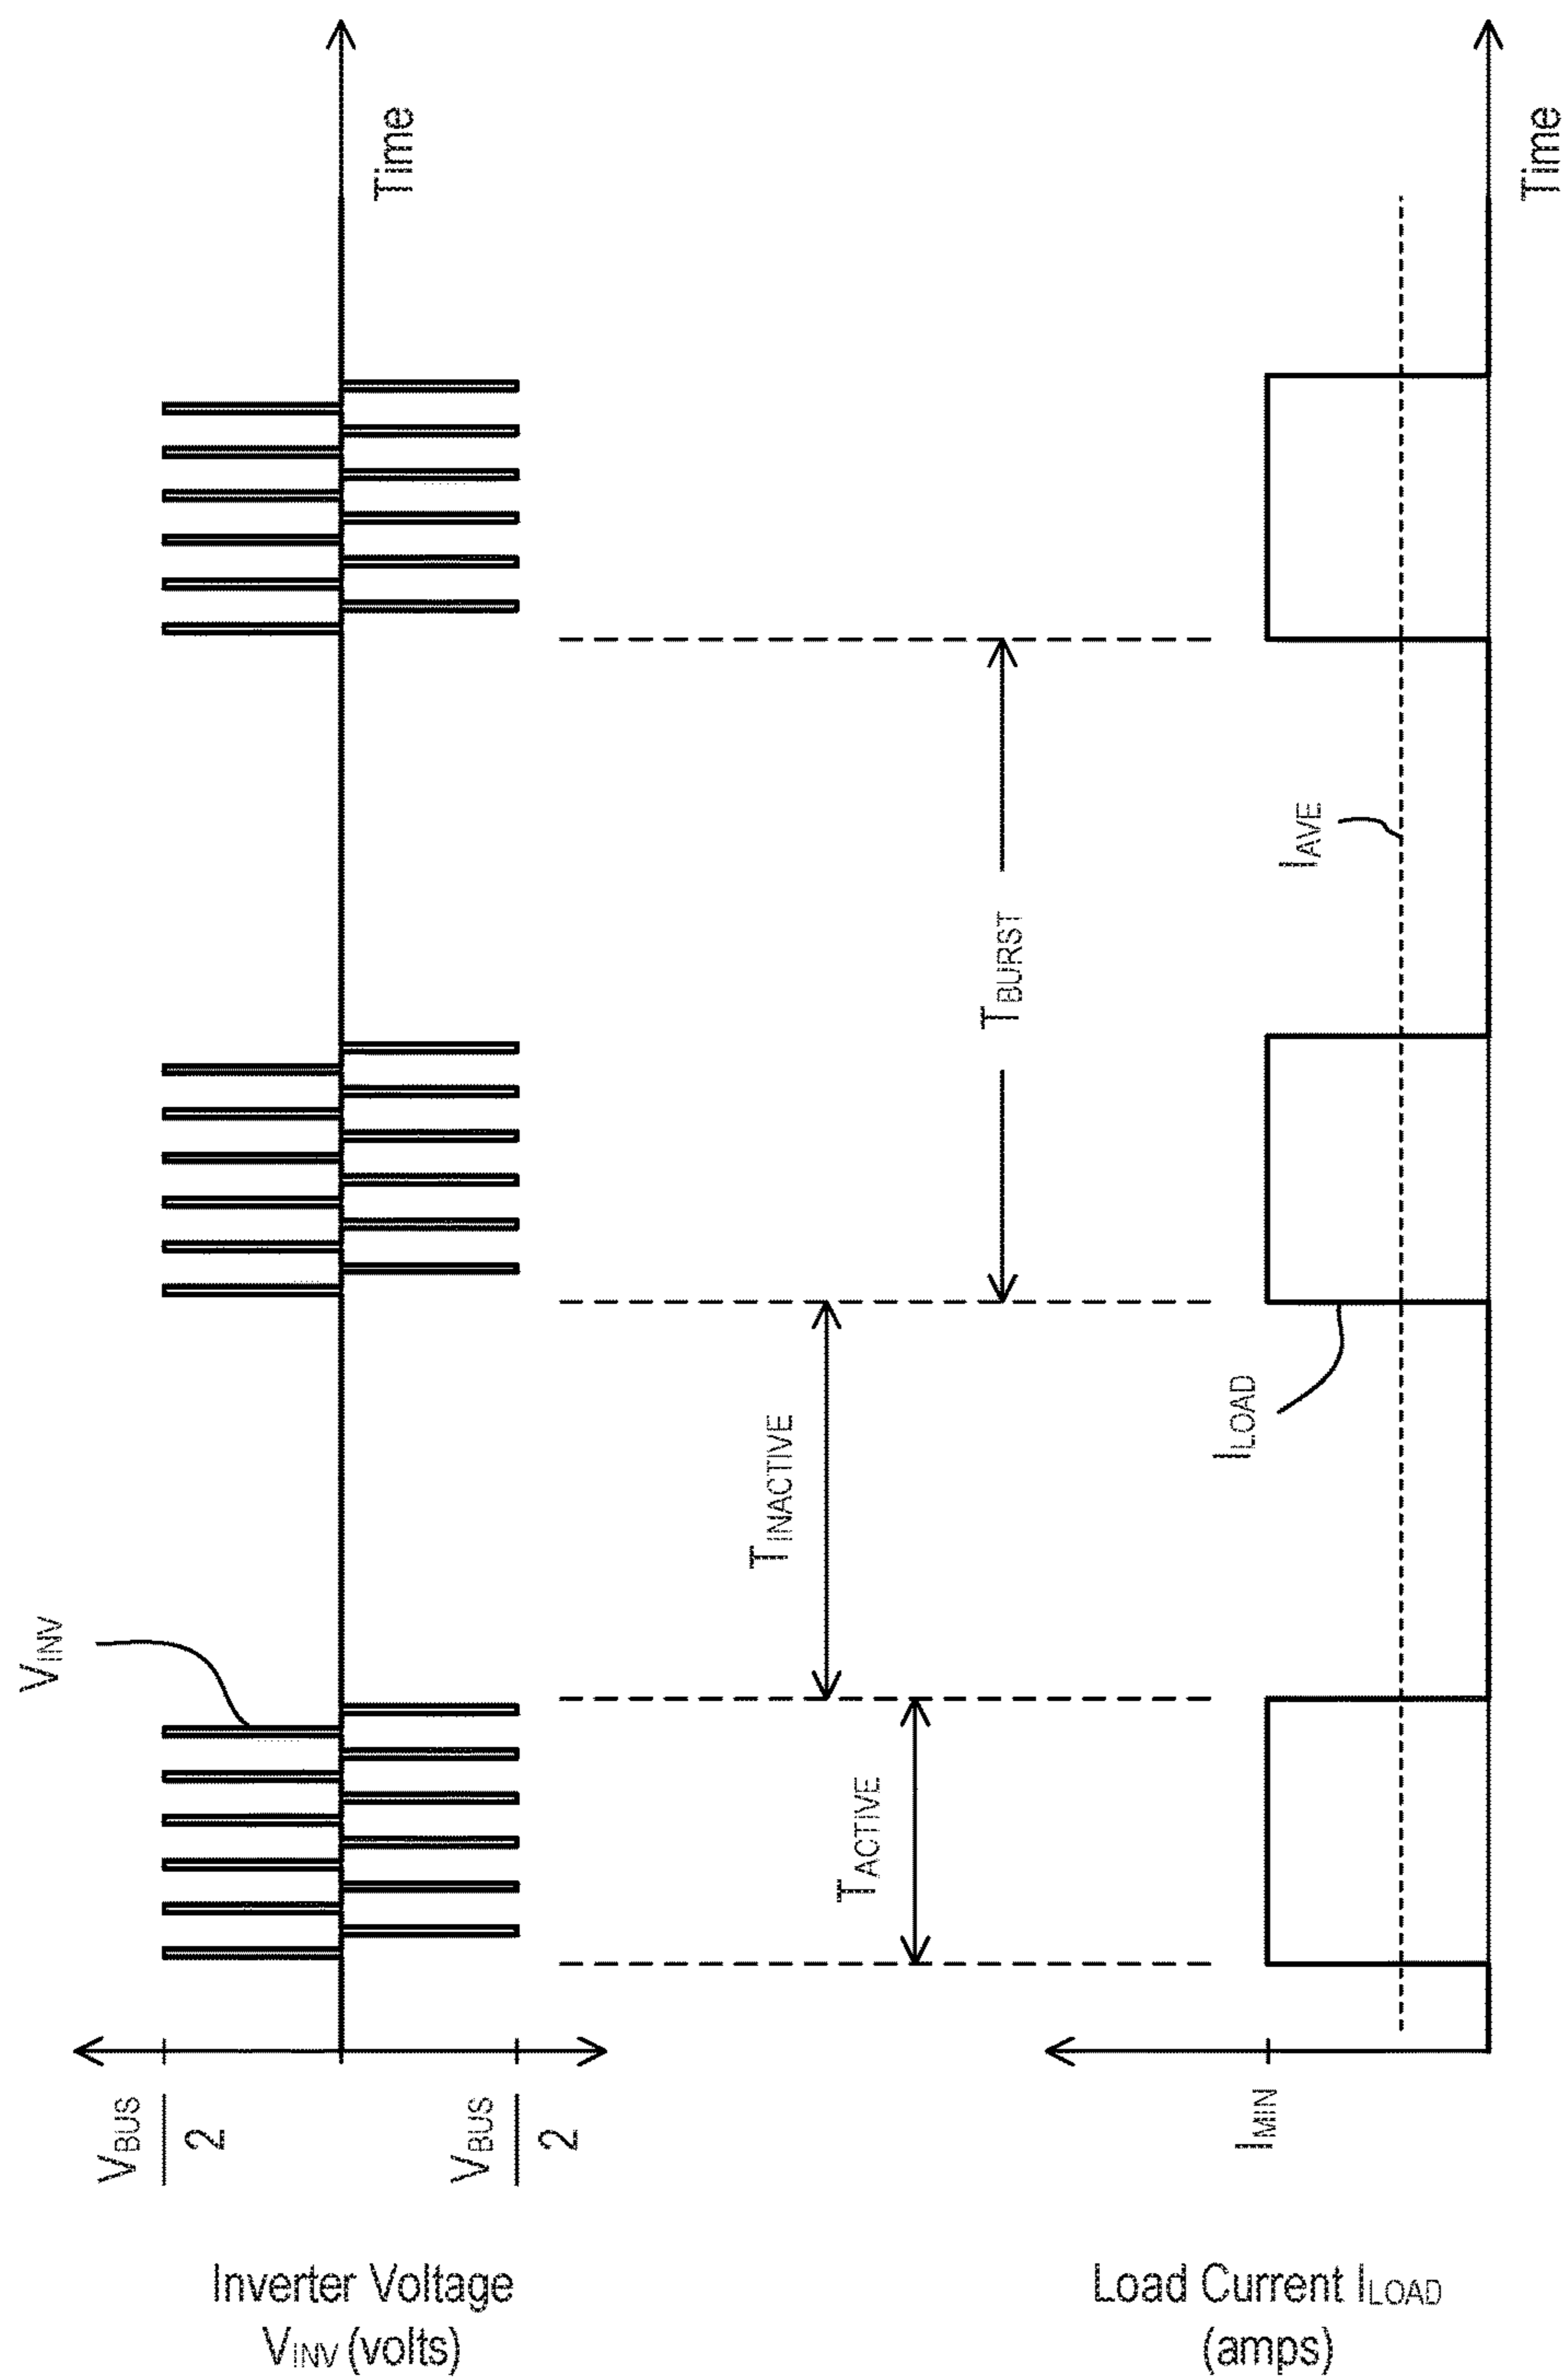 Inverter Voltage
V_INV (volts)
V_BUS
2
V_BUS
2
V_INV
Time
T_ACTIVE
T_INACTIVE
T_BURST
Load Current I_LOAD
(amps)
I_MIN
I_LOAD
I_AVE
Time